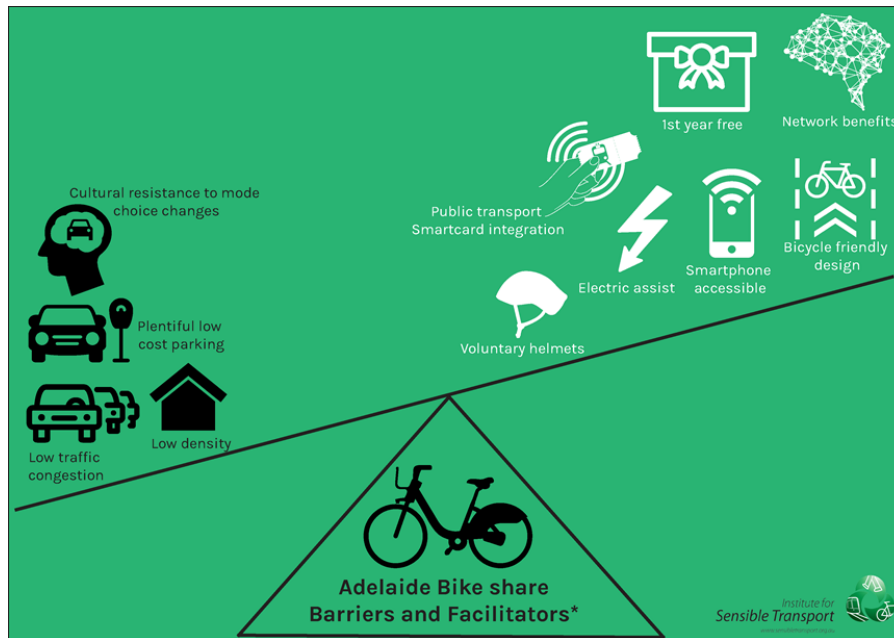 1st year free
Network benefits
Cultural resistance to mode
choice changes
Public transport
Smartcard integration
Electric assist
Smartphone
accessible
Bicycle friendly
design
Plentiful low
cost parking
Voluntary helmets
Low traffic
congestion
Low density
Adelaide Bike share
Barriers and Facilitators*
Institute for
Sensible Transport